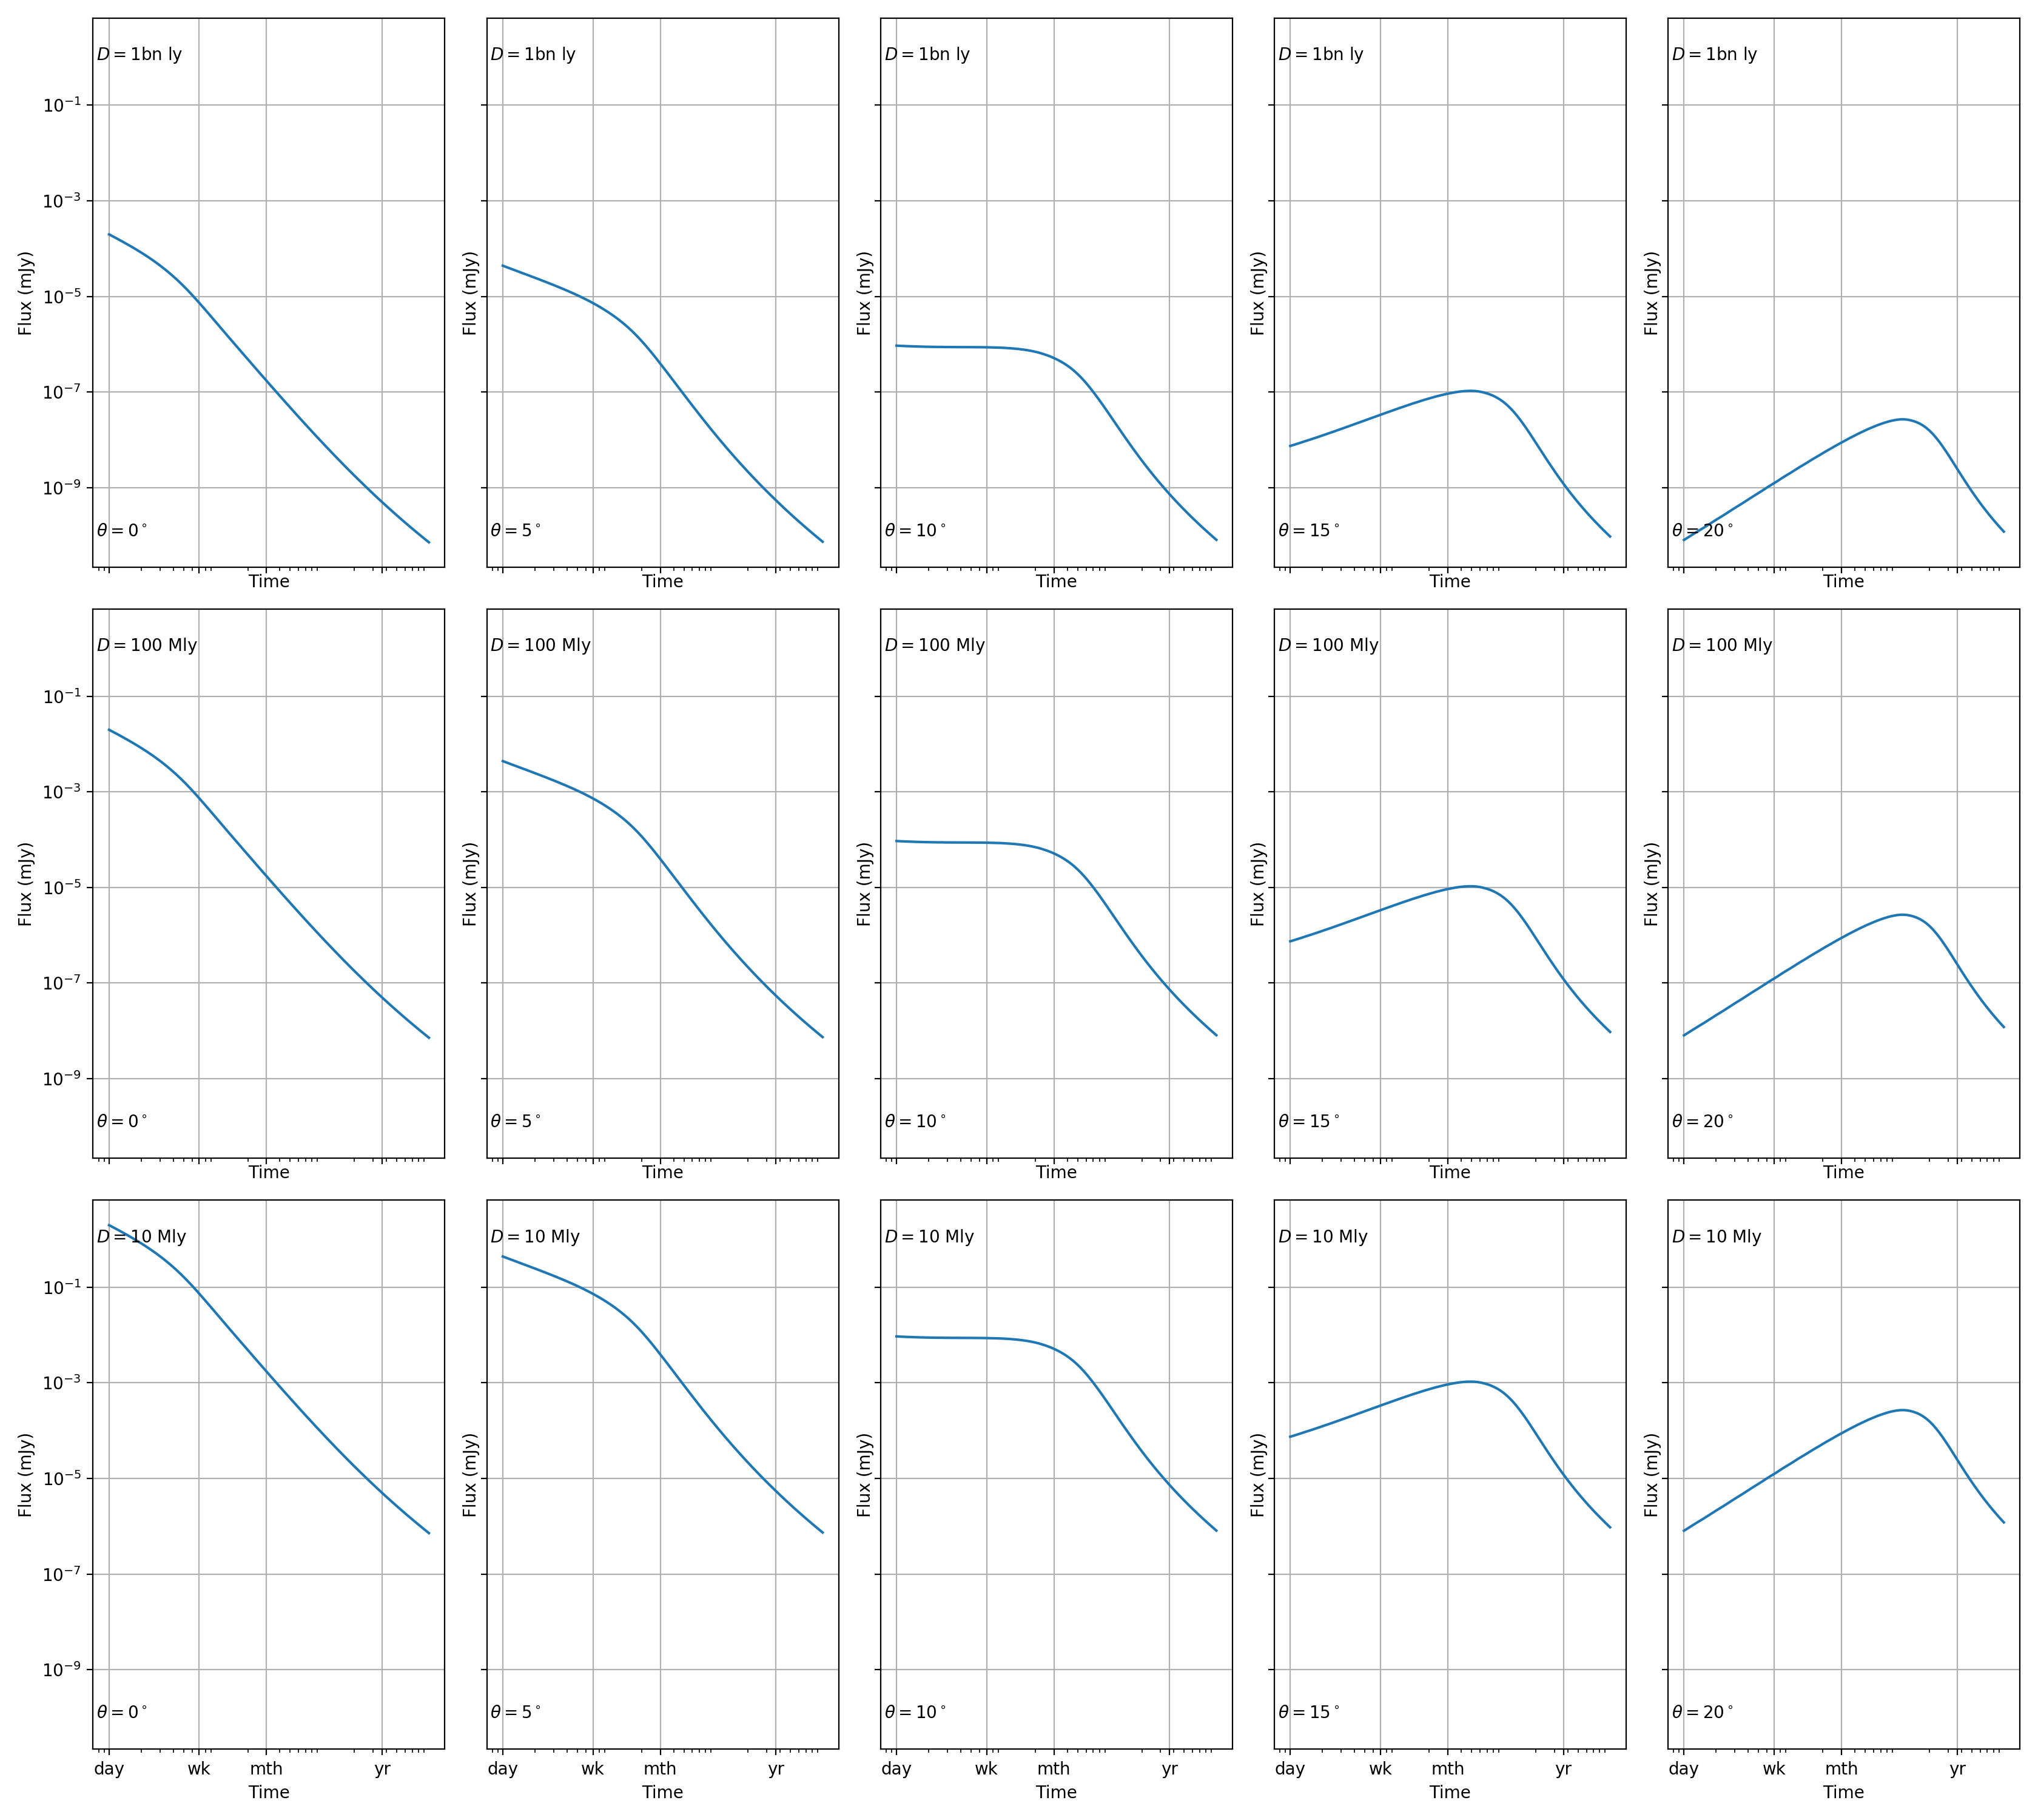 D = 1bn ly
D = 1bn ly
D = 1bn ly
D = 1bn ly
D = 1bn ly
10⁻¹
10⁻³
10⁻⁵
10⁻⁷
10⁻⁹
Flux (mJy)
Flux (mJy)
Flux (mJy)
Flux (mJy)
Flux (mJy)
θ = 0°
θ = 5°
θ = 10°
θ = 15°
θ = 20°
Time
Time
Time
Time
Time
D = 100 Mly
D = 100 Mly
D = 100 Mly
D = 100 Mly
D = 100 Mly
10⁻¹
10⁻³
10⁻⁵
10⁻⁷
10⁻⁹
Flux (mJy)
Flux (mJy)
Flux (mJy)
Flux (mJy)
Flux (mJy)
θ = 0°
θ = 5°
θ = 10°
θ = 15°
θ = 20°
Time
Time
Time
Time
Time
D = 10 Mly
D = 10 Mly
D = 10 Mly
D = 10 Mly
D = 10 Mly
10⁻¹
10⁻³
10⁻⁵
10⁻⁷
10⁻⁹
Flux (mJy)
Flux (mJy)
Flux (mJy)
Flux (mJy)
Flux (mJy)
θ = 0°
θ = 5°
θ = 10°
θ = 15°
θ = 20°
day wk mth yr
day wk mth yr
day wk mth yr
day wk mth yr
day wk mth yr
Time
Time
Time
Time
Time